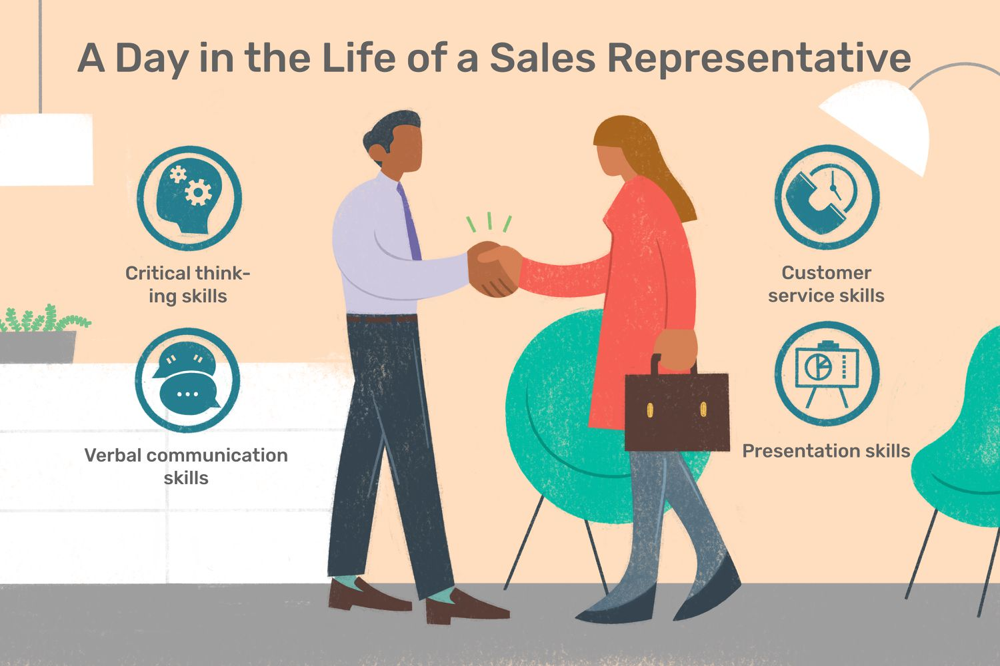 A Day in the Life of a Sales Representative
Critical think-
ing skills
Customer
service skills
Verbal communication
skills
Presentation skills